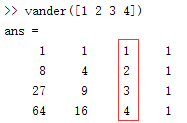 >> vander([1 2 3 4])
ans =
1 1 1 1
8 4 2 1
27 9 3 1
64 16 4 1